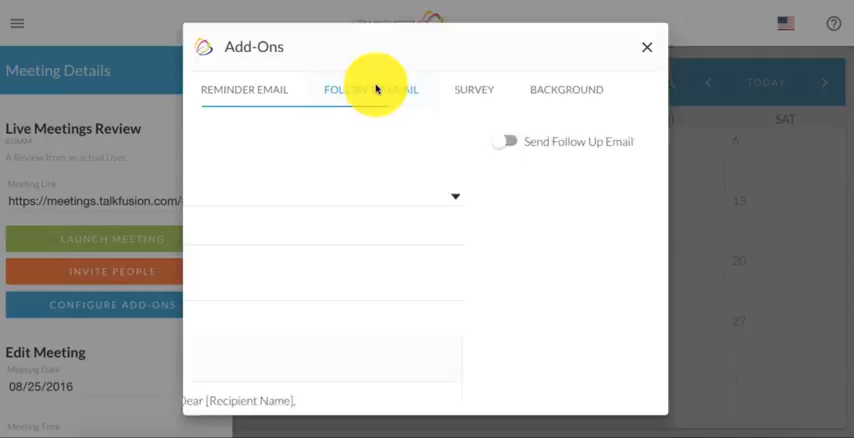 Add-Ons
REMINDER EMAIL
EMAIL
SURVEY
BACKGROUND
Send Follow Up Email
Dear [Recipient Name],
Meeting Details
Live Meetings Review
A Review from an actual User.
Meeting Link
https://meetings.talkfusion.com/
LAUNCH MEETING
INVITE PEOPLE
CONFIGURE ADD-ONS
Edit Meeting
Meeting Date
08/25/2016
Meeting Time
TODAY
SAT
6
13
20
27